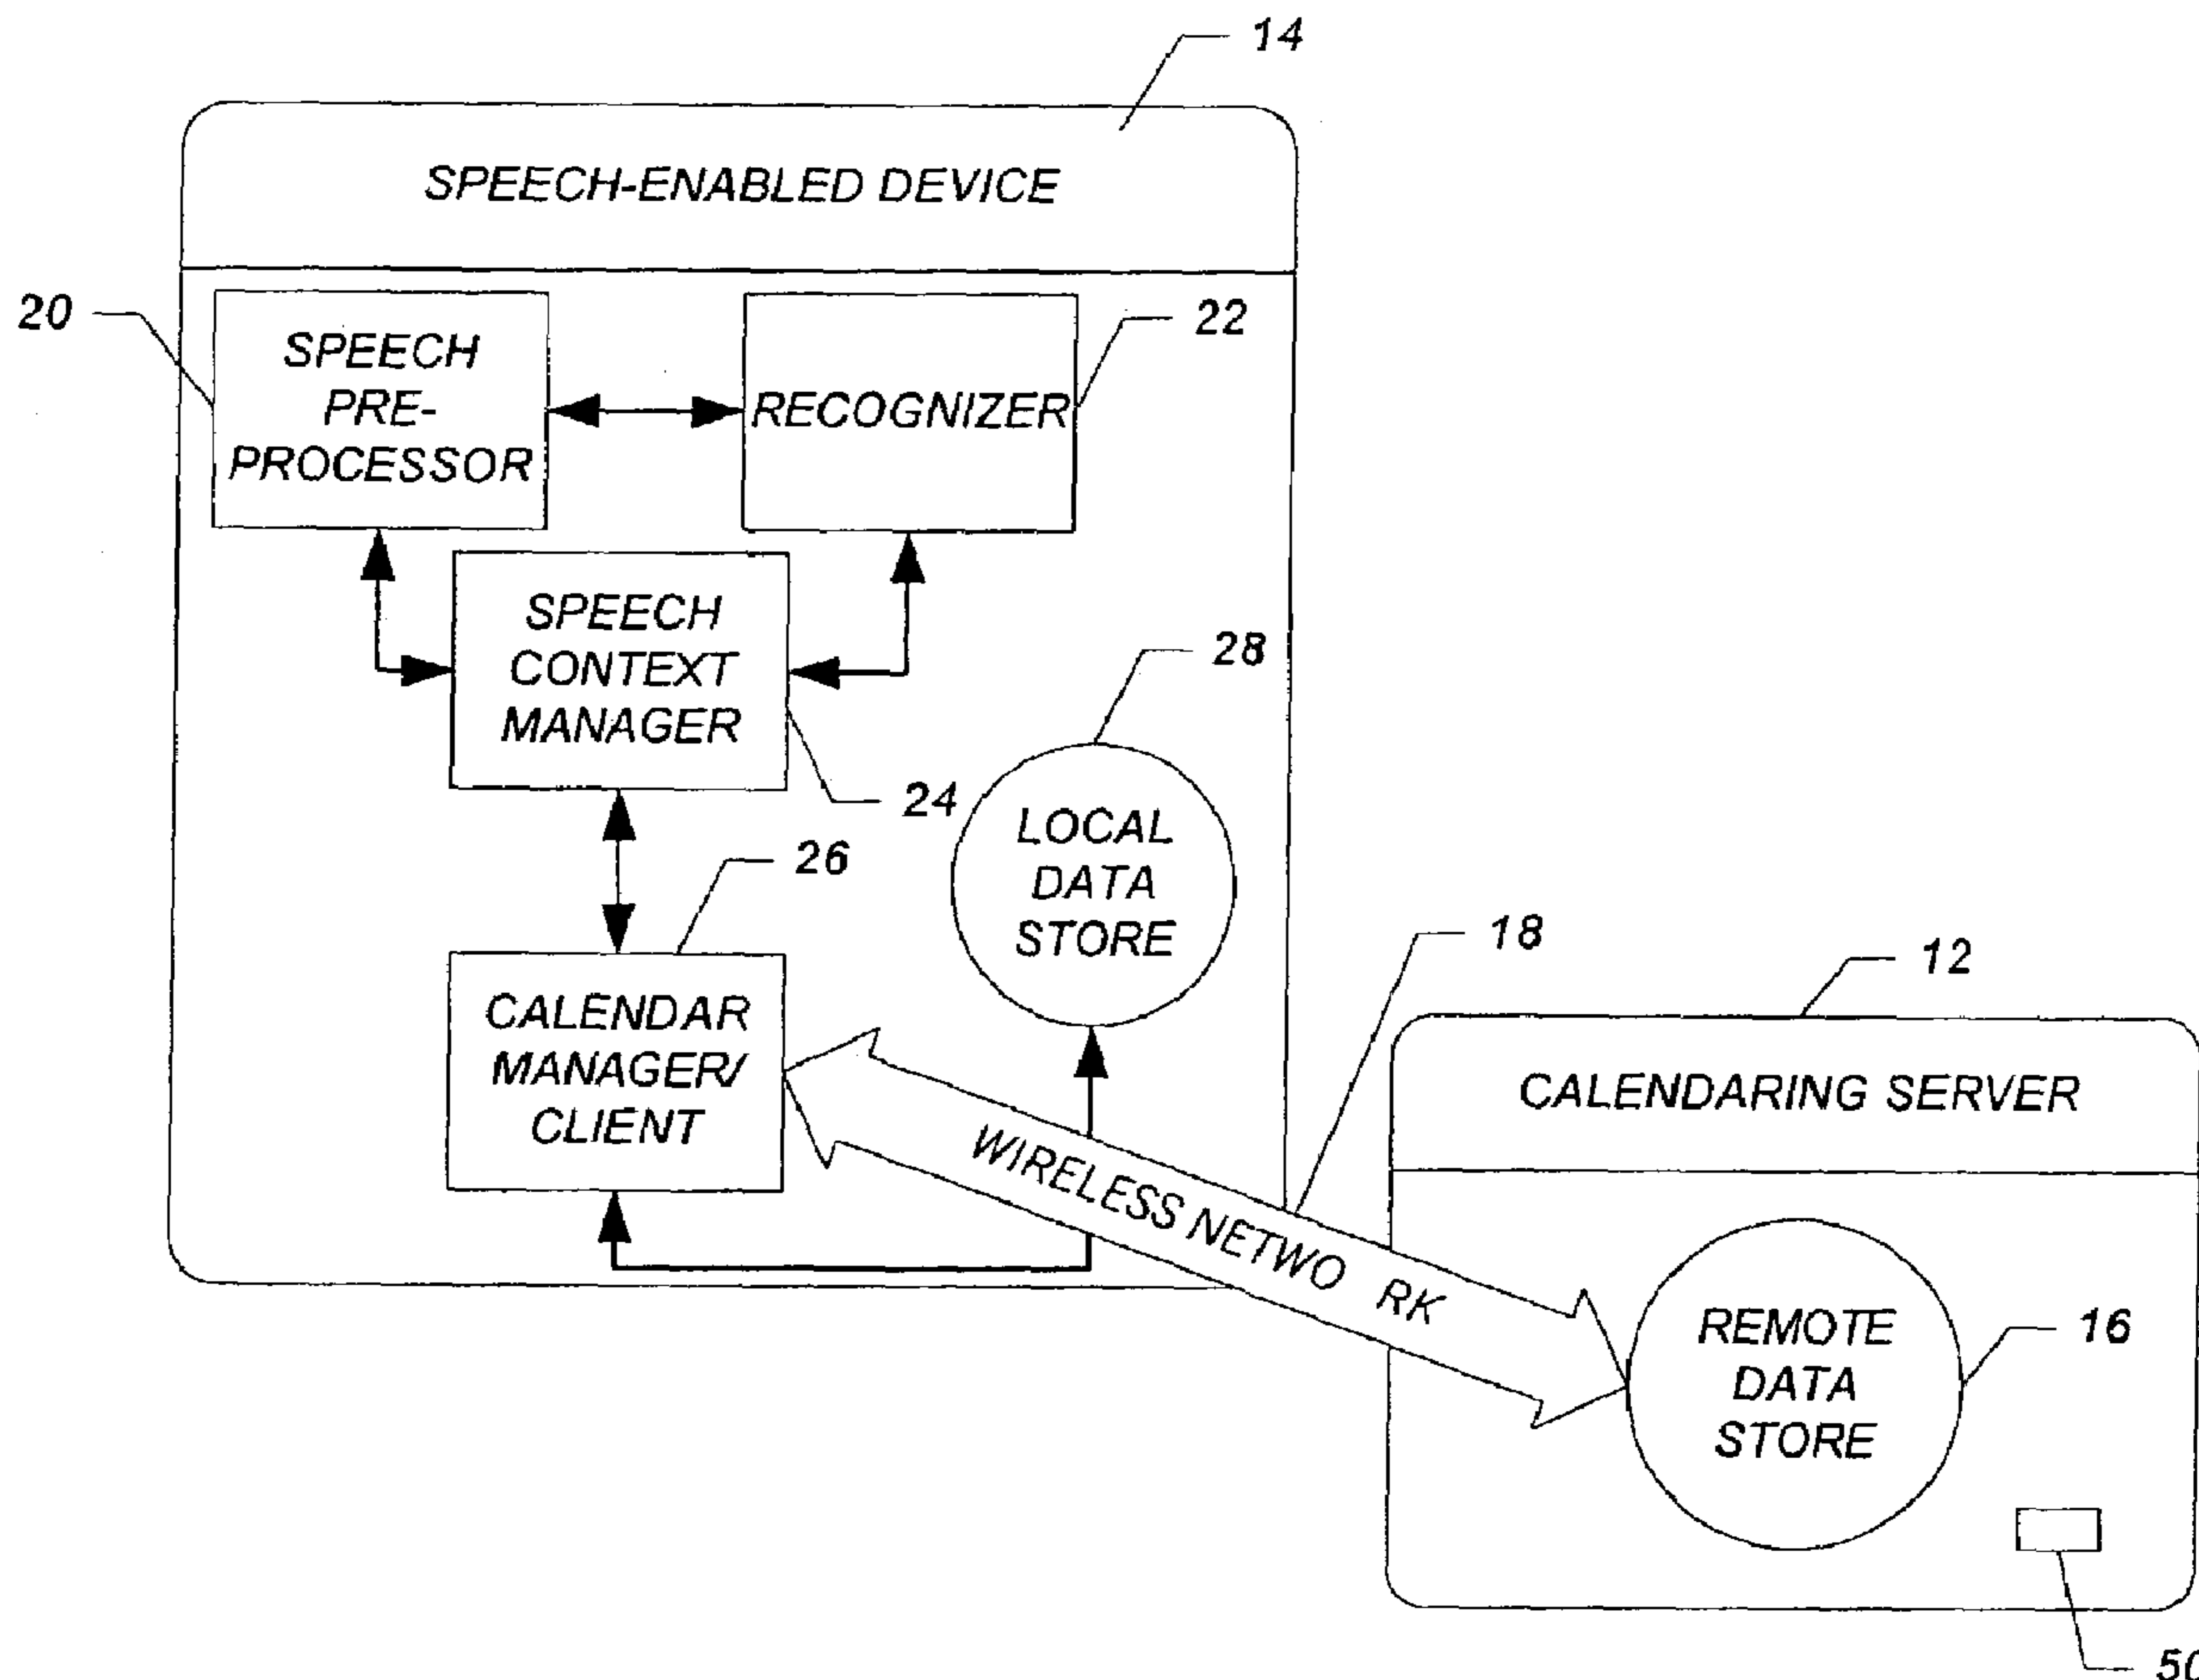 14
SPEECH-ENABLED DEVICE
20
SPEECH
PRE-
PROCESSOR
RECOGNIZER
22
SPEECH
CONTEXT
MANAGER
24
28
LOCAL
DATA
STORE
26
CALENDAR
MANAGER/
CLIENT
18
WIRELESS NETWO RK
12
CALENDARING SERVER
REMOTE
DATA
STORE
16
50